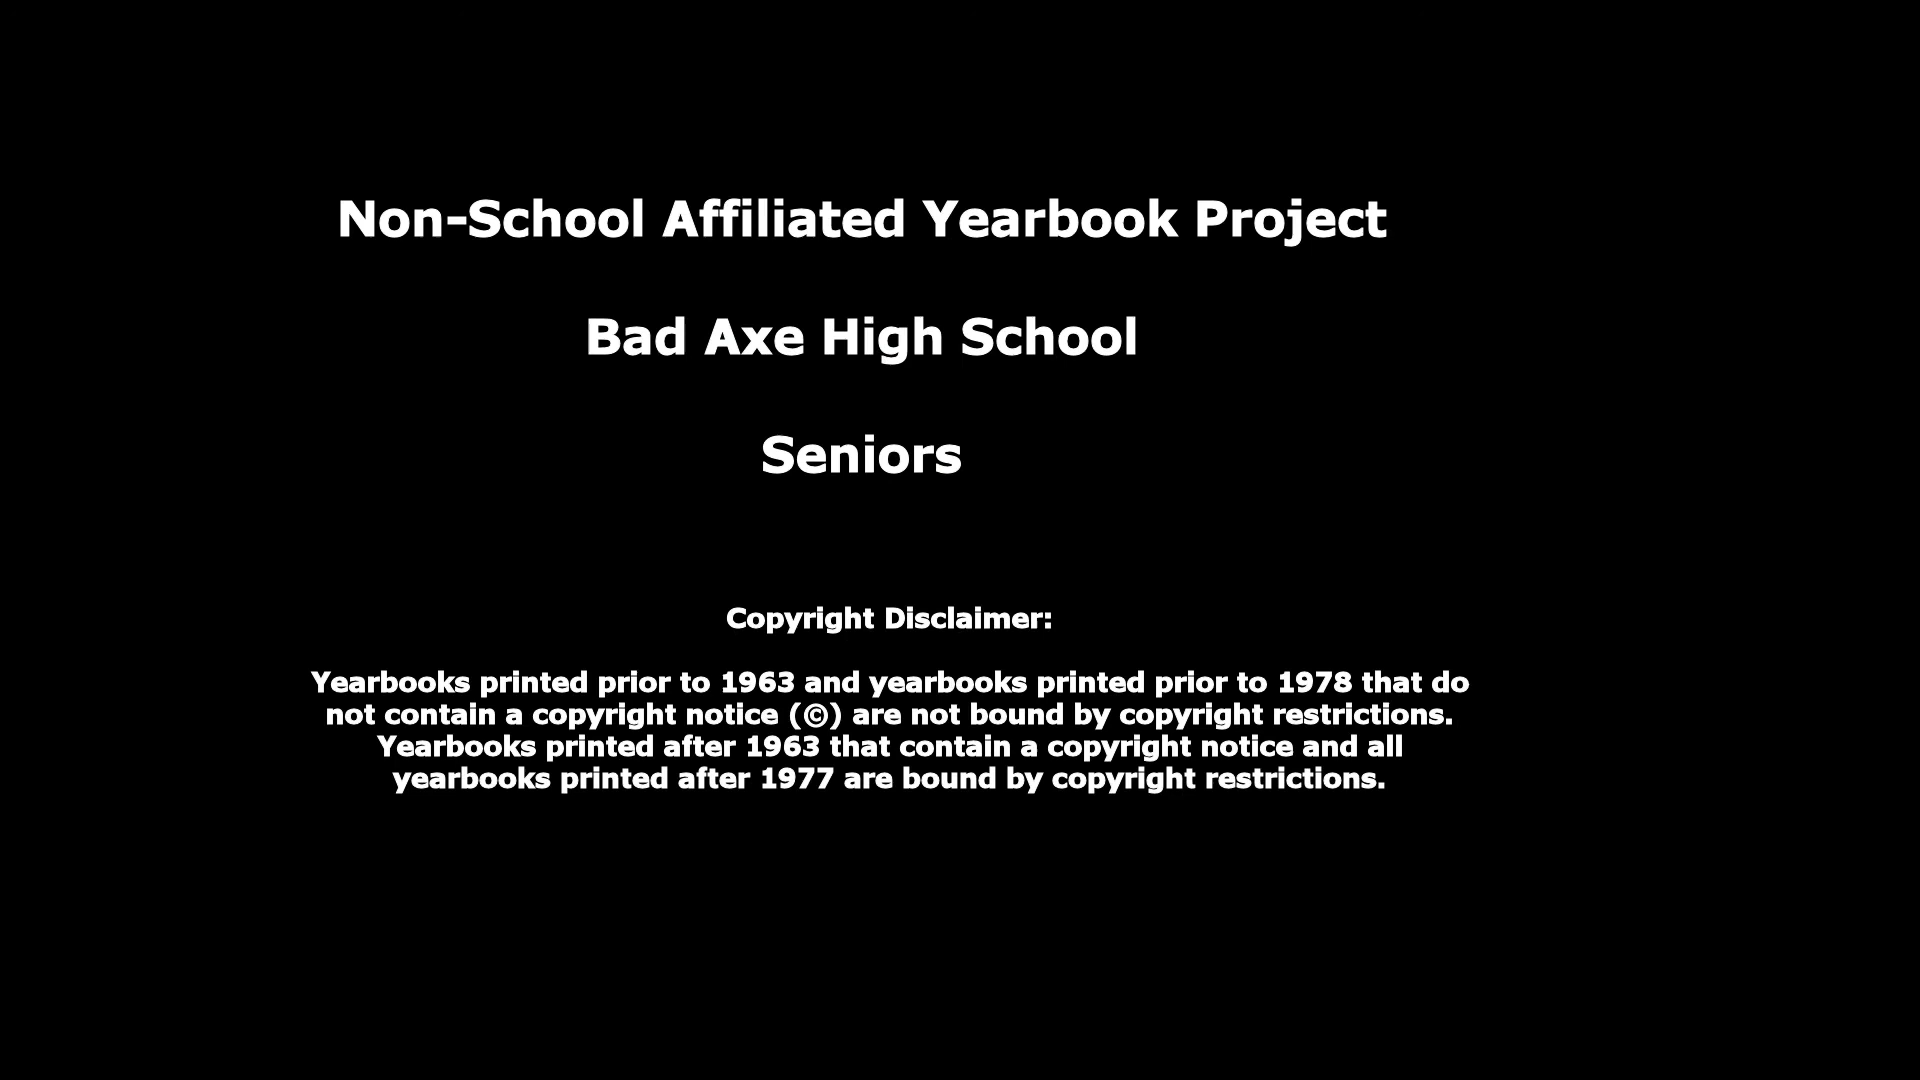 Non-School Affiliated Yearbook Project
Bad Axe High School
Seniors
Copyright Disclaimer:
Yearbooks printed prior to 1963 and yearbooks printed prior to 1978 that do
not contain a copyright notice (©) are not bound by copyright restrictions.
Yearbooks printed after 1963 that contain a copyright notice and all
yearbooks printed after 1977 are bound by copyright restrictions.